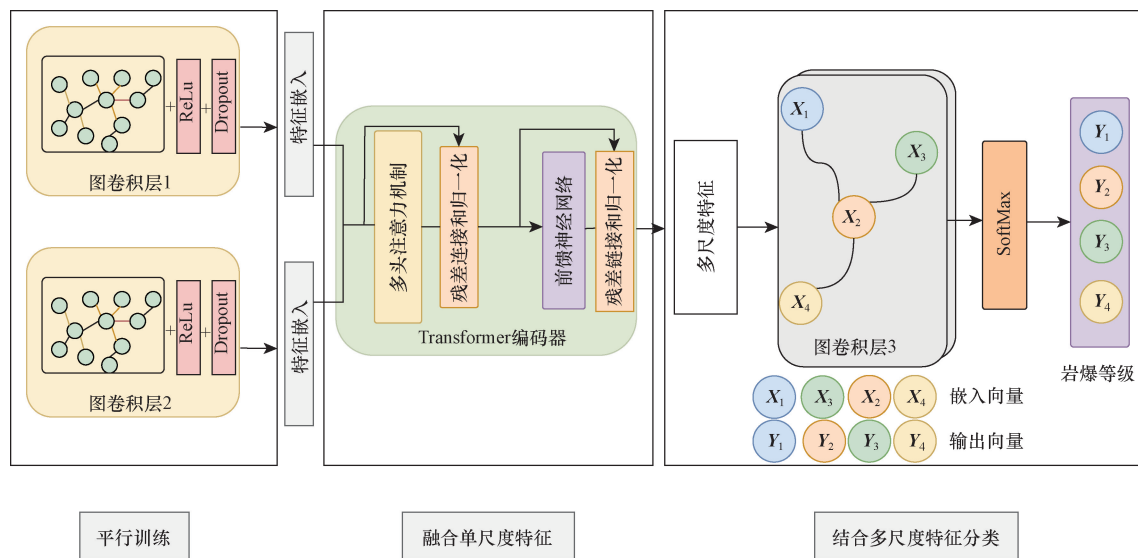 +
ReLu
+
Dropout
图卷积层1
+
ReLu
+
Dropout
图卷积层2
特征嵌入
特征嵌入
多头注意力机制
残差连接和归一化
前馈神经网络
残差链接和归一化
Transformer编码器
多尺度特征
X₁
X₃
X₂
X₄
图卷积层3
SoftMax
Y₁
Y₂
Y₃
Y₄
岩爆等级
X₁ X₃ X₂ X₄ 嵌入向量
Y₁ Y₂ Y₃ Y₄ 输出向量
平行训练
融合单尺度特征
结合多尺度特征分类